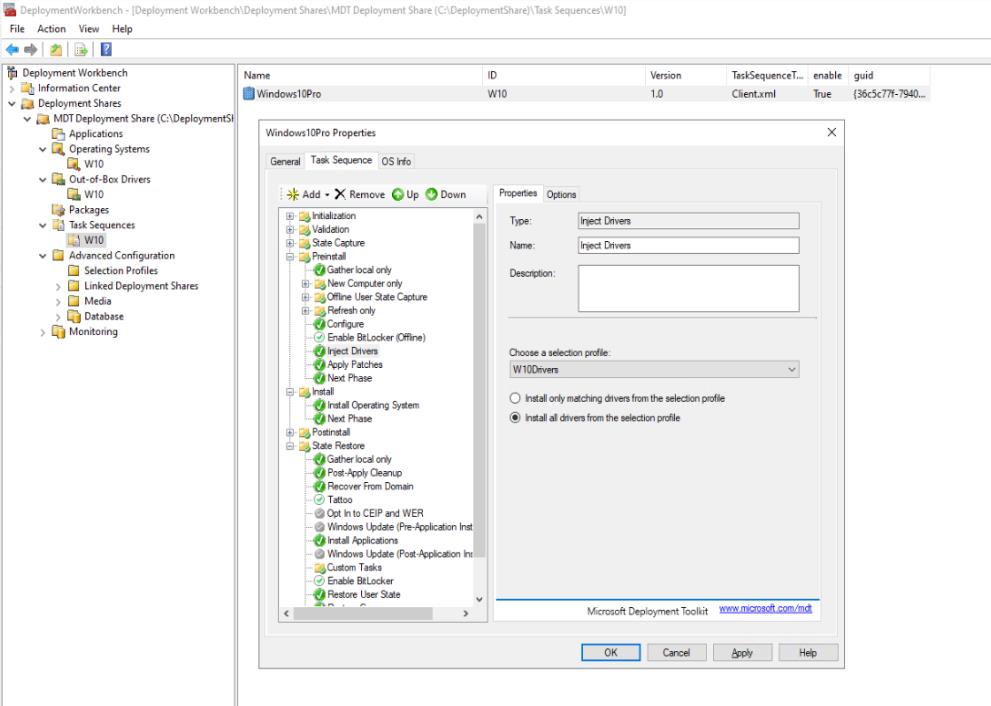 DeploymentWorkbench - [Deployment Workbench\Deployment Shares\MDT Deployment Share (C:\DeploymentShare)\Task Sequences\W10]
File Action View Help
Deployment Workbench
Information Center
Deployment Shares
MDT Deployment Share (C:\DeploymentSh
Applications
Operating Systems
W10
Out-of-Box Drivers
W10
Packages
Task Sequences
W10
Advanced Configuration
Selection Profiles
Linked Deployment Shares
Media
Database
Monitoring
Name ID Version TaskSequenceT... enable guid
Windows10Pro W10 1.0 Client.xml True {36c5c77f-7940...
Windows10Pro Properties
General Task Sequence OS Info
Add Remove Up Down
Initialization
Validation
State Capture
Preinstall
Gather local only
New Computer only
Offline User State Capture
Refresh only
Configure
Enable BitLocker (Offline)
Inject Drivers
Apply Patches
Next Phase
Install
Install Operating System
Next Phase
Postinstall
State Restore
Gather local only
Post-Apply Cleanup
Recover From Domain
Tattoo
Opt In to CEIP and WER
Windows Update (Pre-Application Inst
Install Applications
Windows Update (Post-Application Ins
Custom Tasks
Enable BitLocker
Restore User State
Properties Options
Type: Inject Drivers
Name: Inject Drivers
Description:
Choose a selection profile:
W10Drivers
Install only matching drivers from the selection profile
Install all drivers from the selection profile
Microsoft Deployment Toolkit www.microsoft.com/mdt
OK Cancel Apply Help